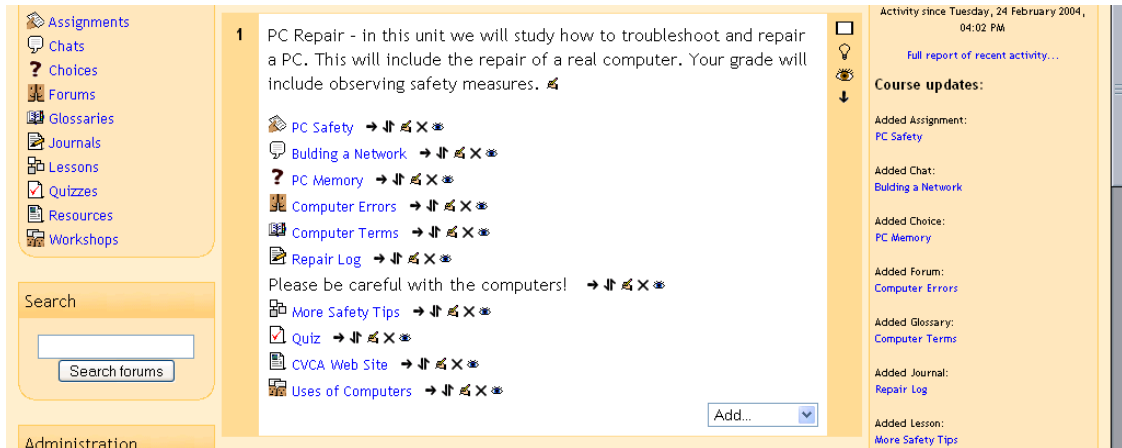 Assignments
Chats
Choices
Forums
Glossaries
Journals
Lessons
Quizzes
Resources
Workshops
Search
Search forums
Administration
1
PC Repair - in this unit we will study how to troubleshoot and repair
a PC. This will include the repair of a real computer. Your grade will
include observing safety measures.
PC Safety
Bulding a Network
? PC Memory
Computer Errors
Computer Terms
Repair Log
Please be careful with the computers!
More Safety Tips
Quiz
CVCA Web Site
Uses of Computers
Add...
Activity since Tuesday, 24 February 2004,
04:02 PM
Full report of recent activity...
Course updates:
Added Assignment:
PC Safety
Added Chat:
Bulding a Network
Added Choice:
PC Memory
Added Forum:
Computer Errors
Added Glossary:
Computer Terms
Added Journal:
Repair Log
Added Lesson:
More Safety Tips